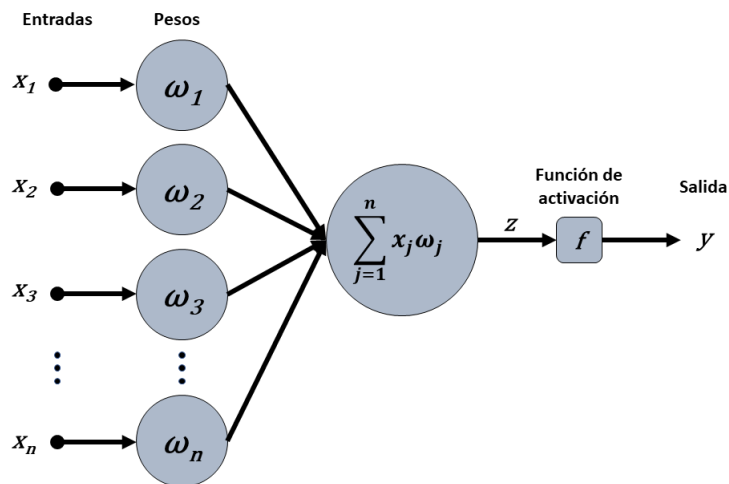 Entradas
Pesos
x₁
ω₁
x₂
ω₂
x₃
ω₃
xₙ
ωₙ
n
∑ xⱼωⱼ
j=1
z
Función de
activación
f
Salida
y